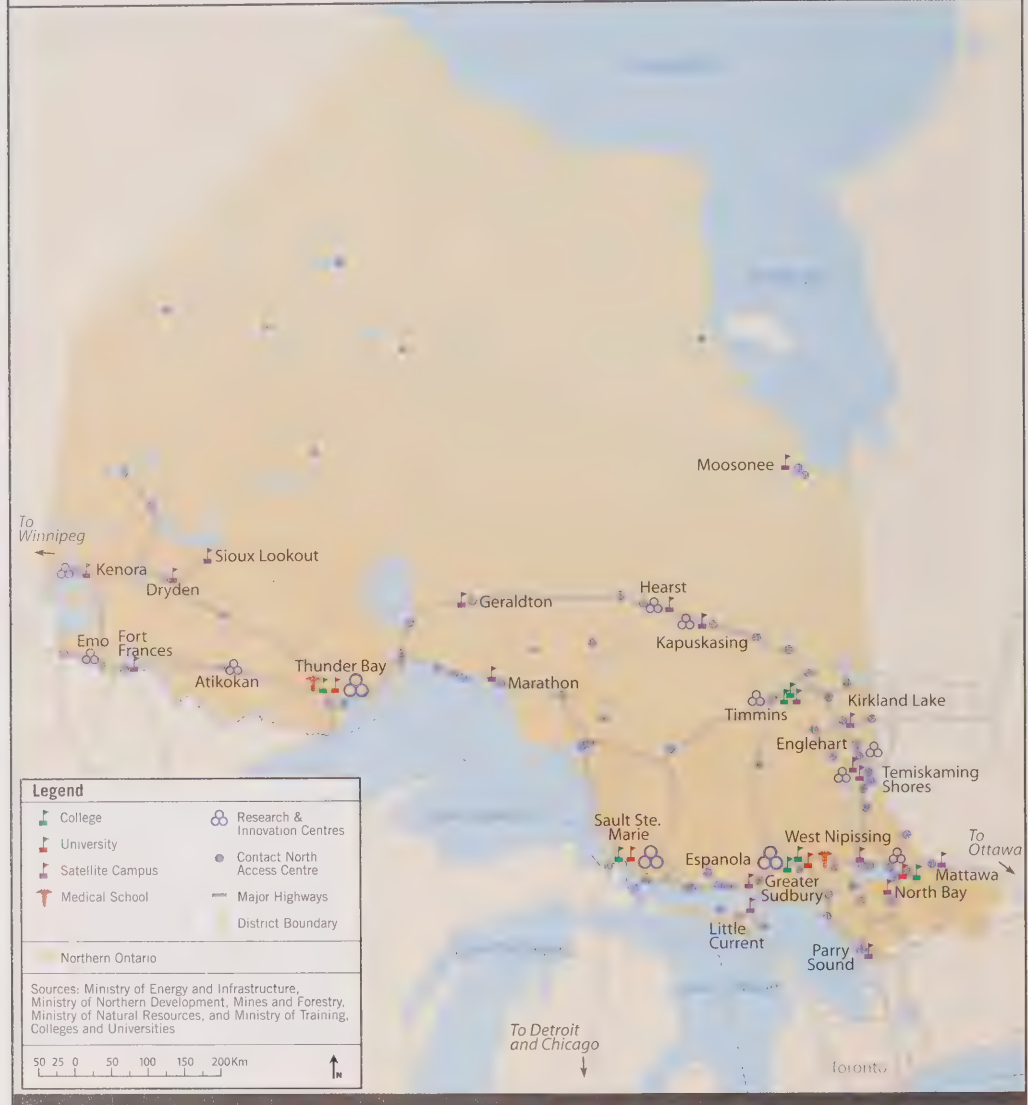 Moosonee
To
Winnipeg
Sioux Lookout
Kenora
Dryden
Hearst
Geraldton
Kapuskasing
Emo
Fort
Frances
Atikokan
Thunder Bay
Marathon
Timmins
Kirkland Lake
Englehart
Temiskaming
Shores
Sault Ste.
Marie
Espanola
West Nipissing
To
Ottawa
Mattawa
Greater
Sudbury
North Bay
Little
Current
Parry
Sound
To Detroit
and Chicago
Toronto
Legend
College
University
Satellite Campus
Medical School
Research &
Innovation Centres
Contact North
Access Centre
Major Highways
District Boundary
Northern Ontario
Sources: Ministry of Energy and Infrastructure,
Ministry of Northern Development, Mines and Forestry,
Ministry of Natural Resources, and Ministry of Training,
Colleges and Universities
50 25 0 50 100 150 200Km
N